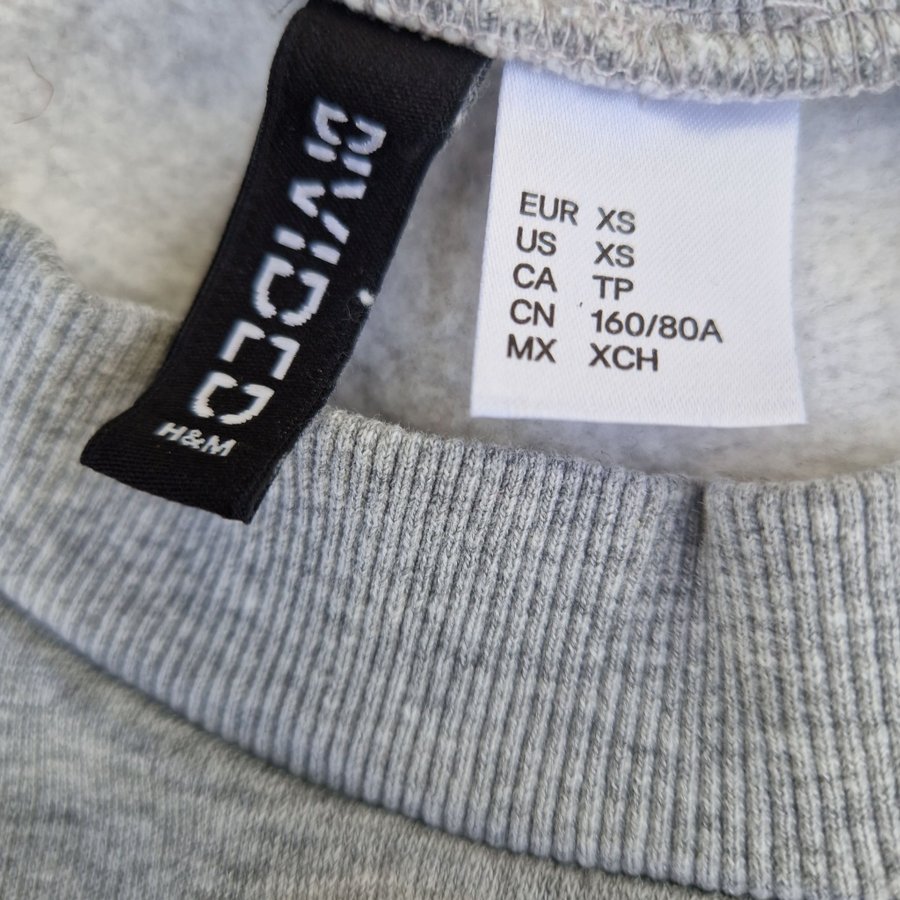 DIVIDED
H&M
EUR XS
US XS
CA TP
CN 160/80A
MX XCH